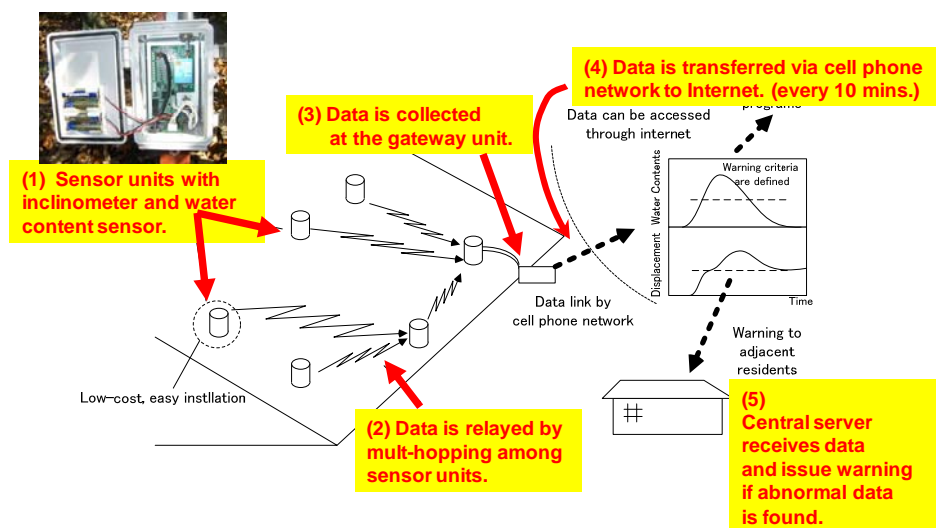 (1) Sensor units with
inclinometer and water
content sensor.
(3) Data is collected
at the gateway unit.
(4) Data is transferred via cell phone
network to Internet. (every 10 mins.)
programs
Data can be accessed
through internet
Water Contents
Warning criteria
are defined
Displacement
Time
Data link by
cell phone network
Warning to
adjacent
residents
Low-cost, easy instllation
(2) Data is relayed by
mult-hopping among
sensor units.
(5)
Central server
receives data
and issue warning
if abnormal data
is found.